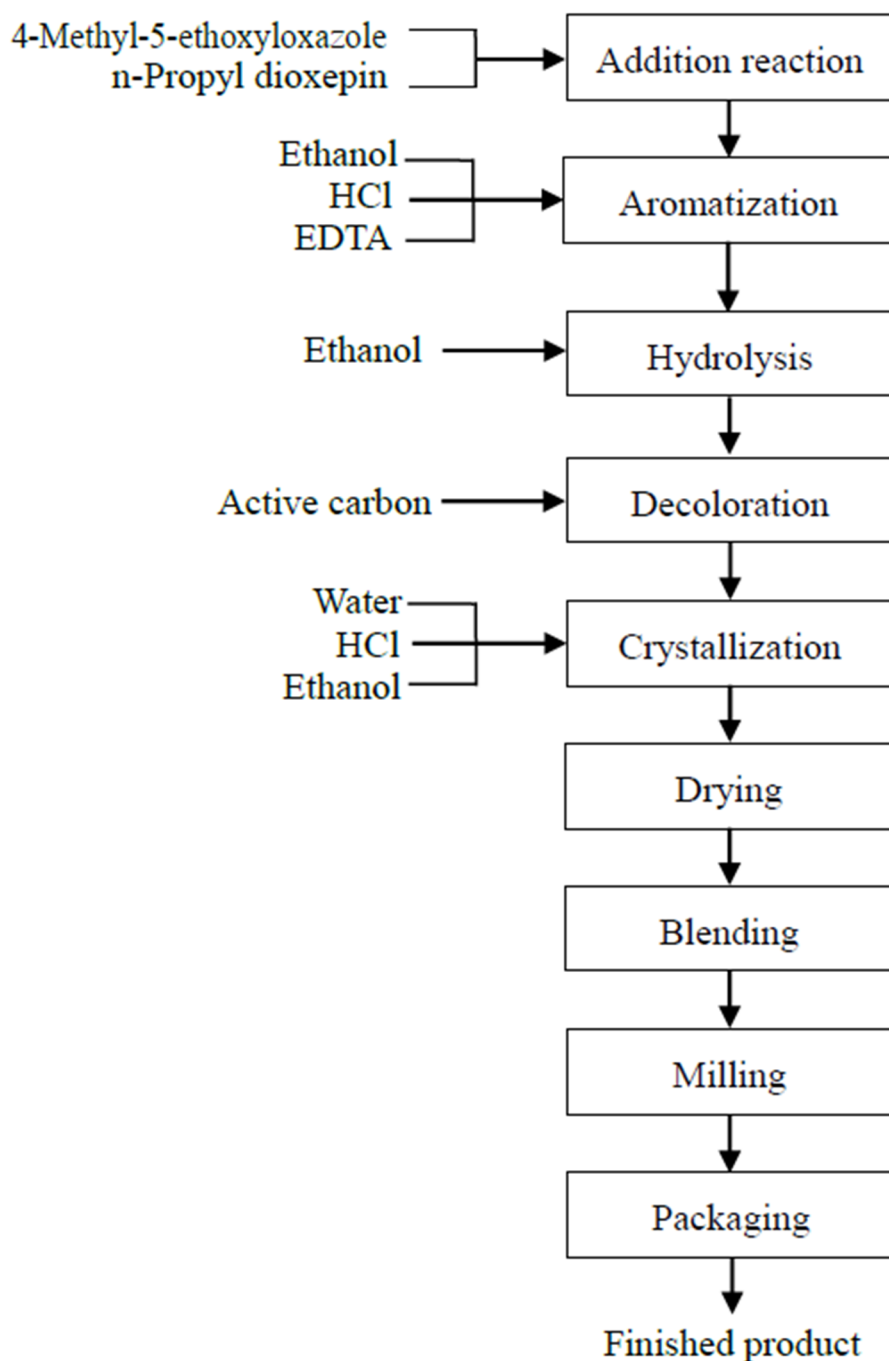 4-Methyl-5-ethoxyloxazole
n-Propyl dioxepin
Addition reaction
Ethanol
HCl
EDTA
Aromatization
Ethanol
Hydrolysis
Active carbon
Decoloration
Water
HCl
Ethanol
Crystallization
Drying
Blending
Milling
Packaging
Finished product